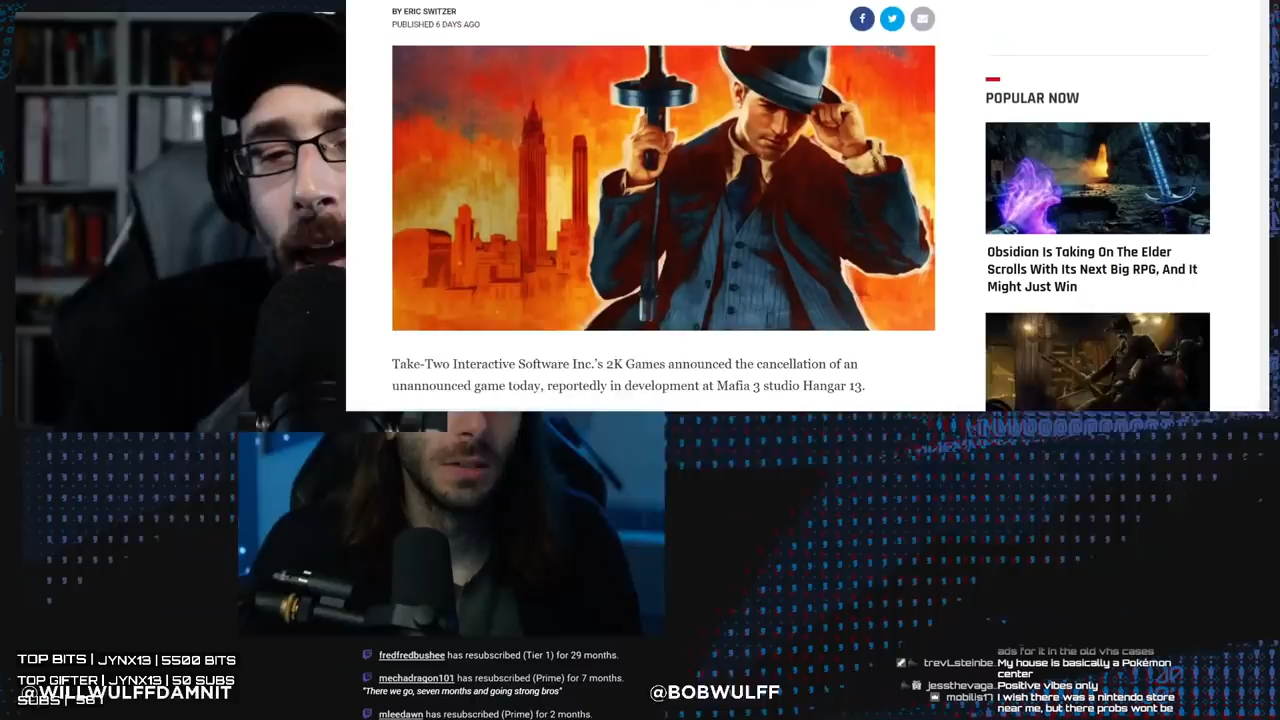 BY ERIC SWITZER
PUBLISHED 6 DAYS AGO
POPULAR NOW
Obsidian Is Taking On The Elder
Scrolls With Its Next Big RPG, And It
Might Just Win
Take-Two Interactive Software Inc.'s 2K Games announced the cancellation of an
unannounced game today, reportedly in development at Mafia 3 studio Hangar 13.
fredfredbushee has resubscribed (Tier 1) for 29 months.
mechadragon101 has resubscribed (Prime) for 7 months.
"There we go, seven months and going strong bros"
mleedawn has resubscribed (Prime) for 2 months.
TOP BITS | JYNX13 | 5500 BITS
TOP GIFTER | JYNX13 | 50 SUBS
@WILLWULFFDAMNIT
SUBS |
@BOBWULFF
ads for it in the old vhs cases
trevLsteinbe. My house is basically a Pokémon
center
jessthevaga. Positive vibes only
mobilis17 I wish there was a nintendo store
near me, but there probs wont be